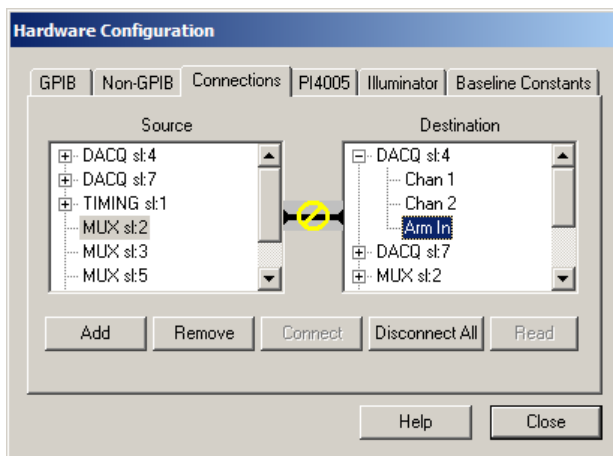 Hardware Configuration
GPIB Non-GPIB Connections PI4005 Illuminator Baseline Constants
Source
DACQ sl:4
DACQ sl:7
TIMING sl:1
MUX sl:2
MUX sl:3
MUX sl:5
Destination
DACQ sl:4
Chan 1
Chan 2
Arm In
DACQ sl:7
MUX sl:2
Add Remove Connect Disconnect All Read
Help Close